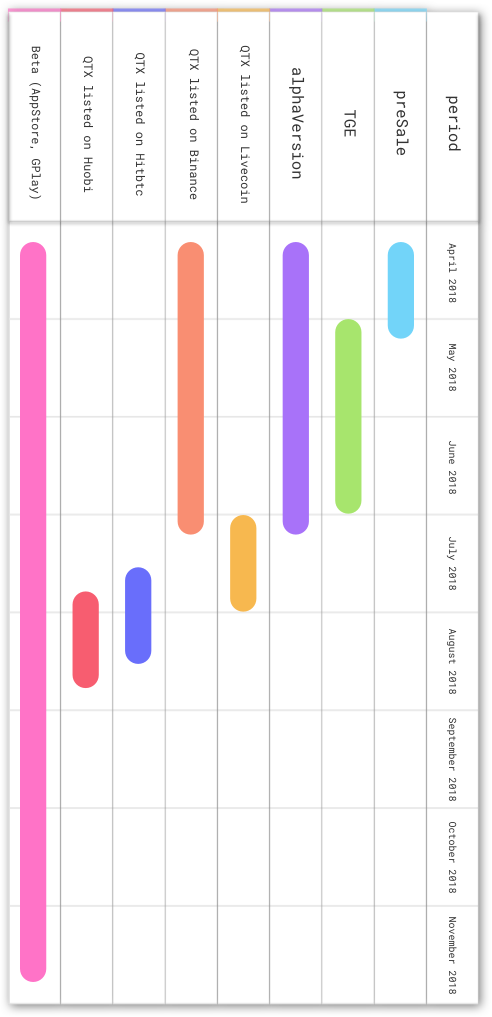 period
April 2018
May 2018
June 2018
July 2018
August 2018
September 2018
October 2018
November 2018
preSale
TGE
alphaVersion
QTX listed on Livecoin
QTX listed on Binance
QTX listed on Hitbtc
QTX listed on Huobi
Beta (AppStore, GPlay)